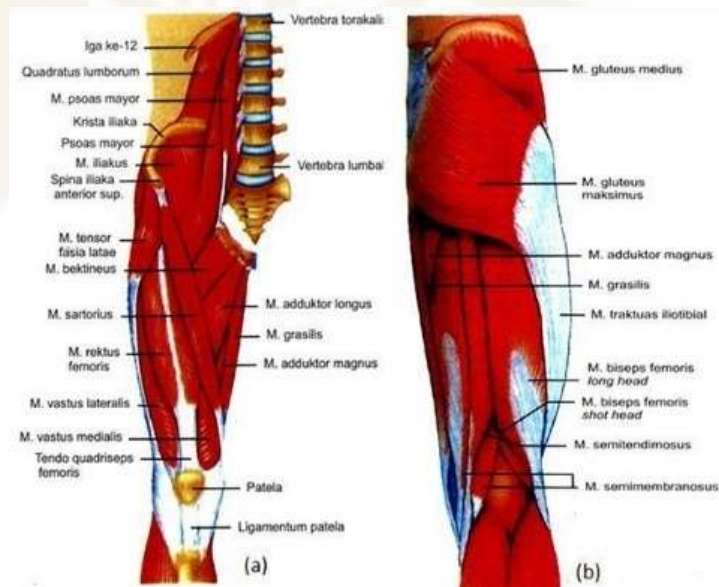 Vertebra torakali
Iga ke-12
Quadratus lumborum
M. psoas mayor
Krista iliaka
Psoas mayor
M. iliakus
Spina iliaka
anterior sup.
Vertebra lumbal
M. tensor
falsia latae
M. bektineus
M. sartorius
M. rektus
femoris
M. vastus lateralis
M. vastus medialis
Tendo quadriseps
femoris
M. adduktor longus
M. grasilis
M. adduktor magnus
Patela
Ligamentum patela
(a)
M. gluteus medius
M. gluteus
maksimus
M. adduktor magnus
M. grasilis
M. traktuas iliotibial
M. biseps femoris
long head
M. biseps femoris
shot head
M. semitendimosus
M. semimembranosus
(b)